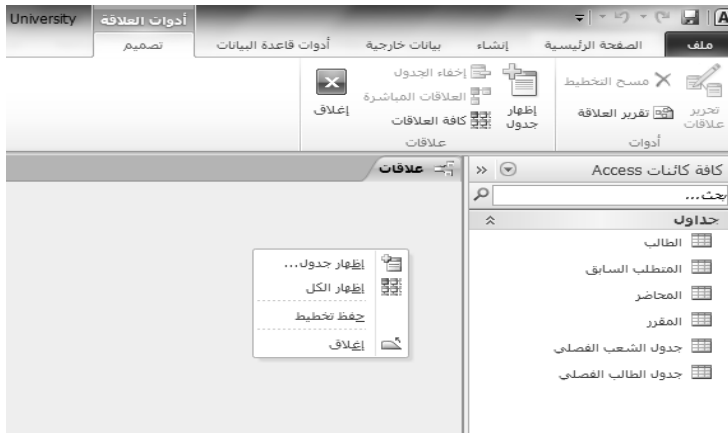 University
أدوات العلاقة
ملف
الصفحة الرئيسية
إنشاء
بيانات خارجية
أدوات قاعدة البيانات
تصميم
تحرير
علاقات
مسح التخطيط
تقرير العلاقة
أدوات
إظهار
جدول
إخفاء الجدول
العلاقات المباشرة
كافة العلاقات
علاقات
إغلاق
كافة كائنات Access
بحث...
جداول
الطالب
المتطلب السابق
المحاضر
المقرر
جدول الشعب الفصلي
جدول الطالب الفصلي
علاقات
إظهار جدول...
إظهار الكل
حفظ تخطيط
إغلاق